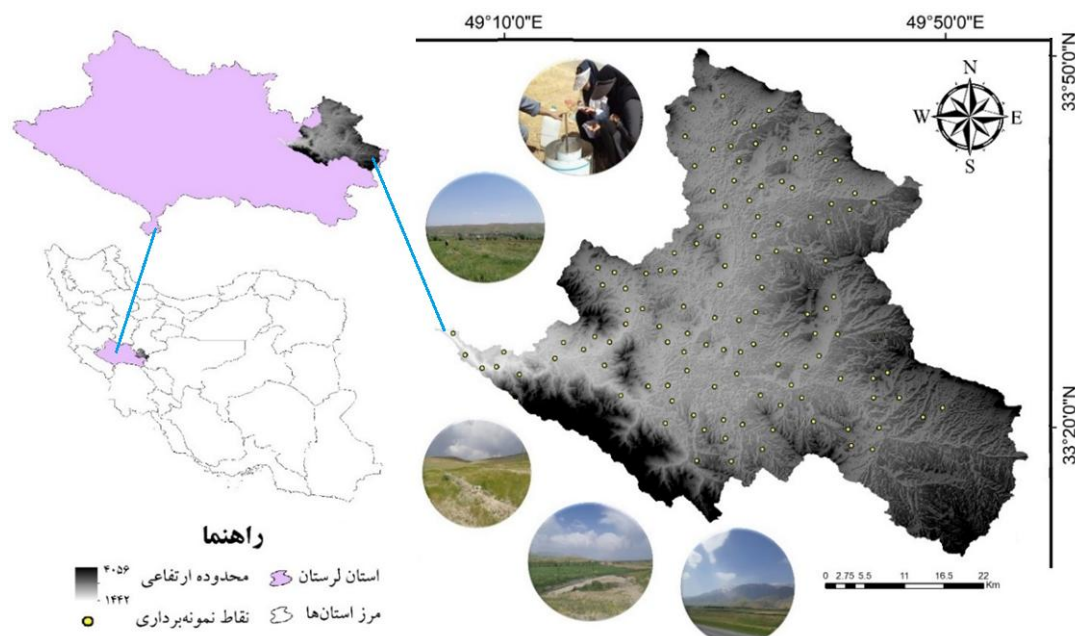 49°10'0"E
49°50'0"E
33°50'0"N
33°20'0"N
N
W
E
S
راهنما
استان لرستان
محدوده ارتفاعی
۴۰۵۶
۱۴۴۲
مرز استان‌ها
نقاط نمونه‌برداری
0 2.75 5.5 11 16.5 22
Km